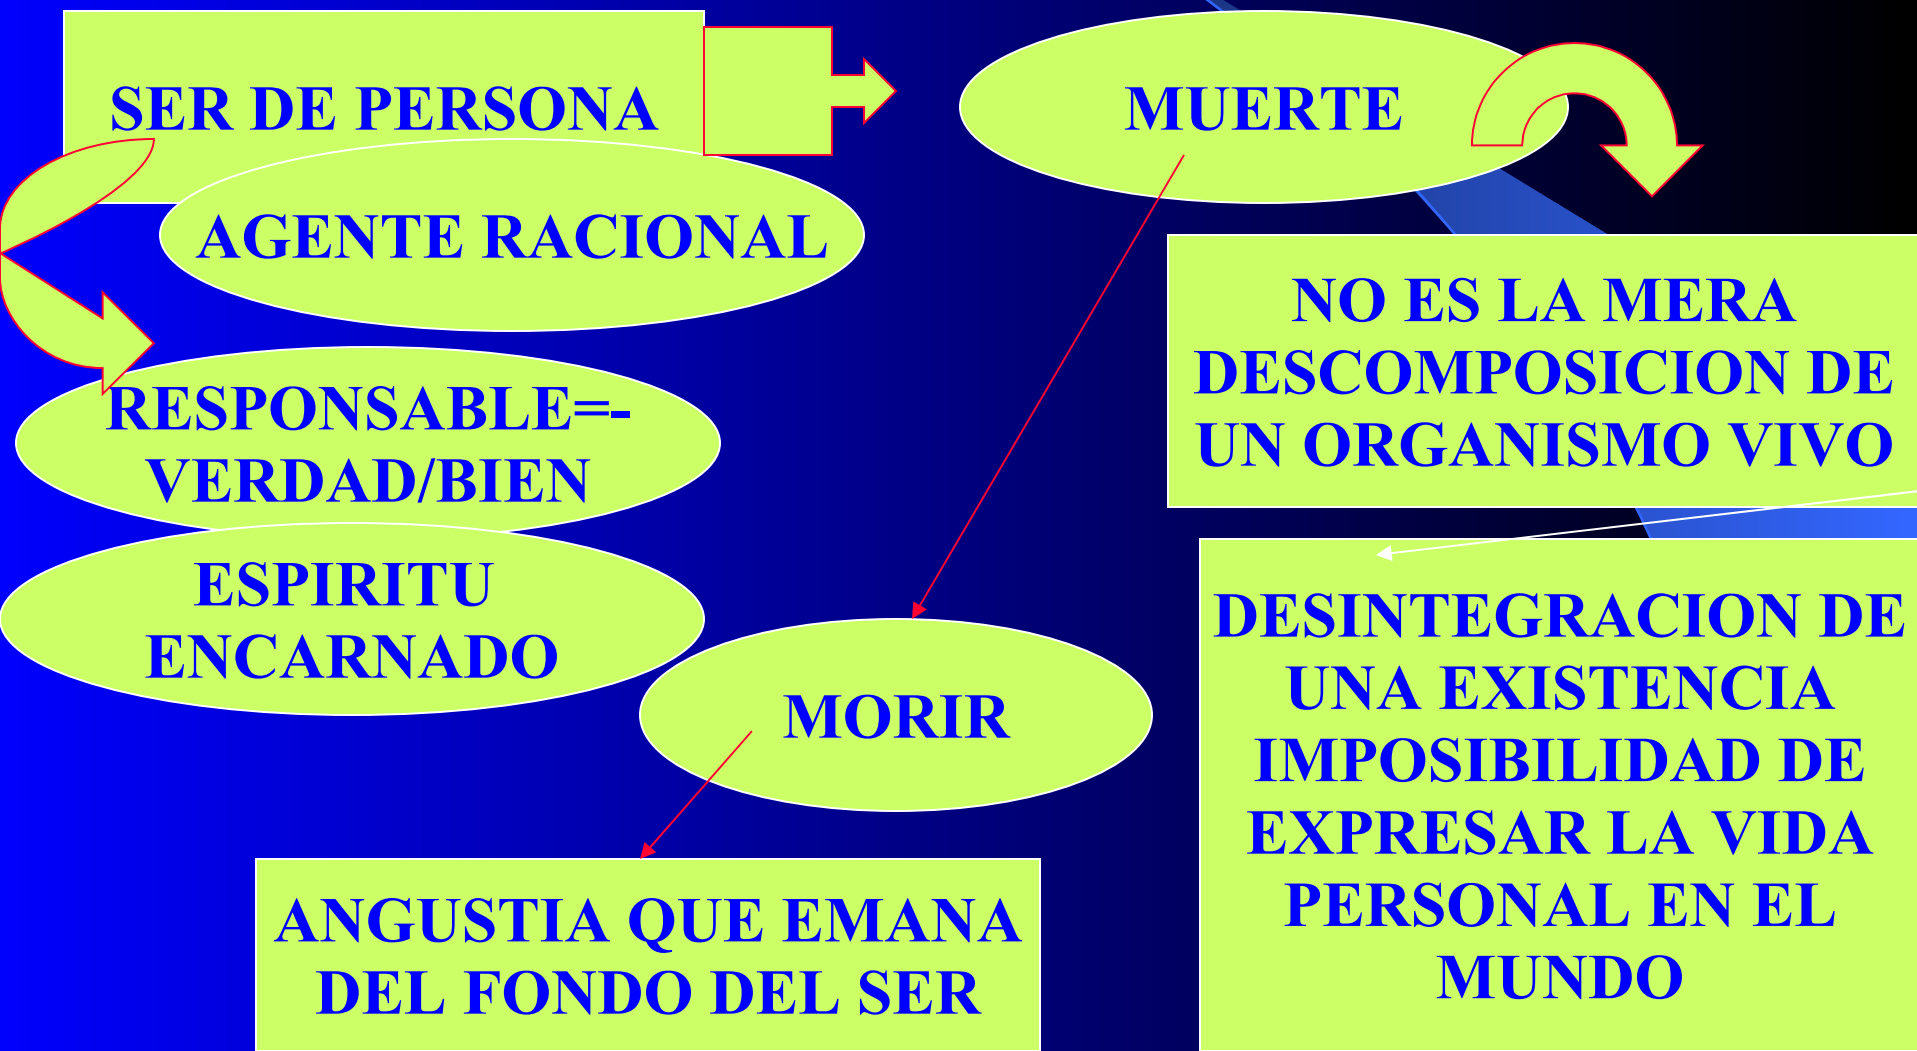 SER DE PERSONA
AGENTE RACIONAL
RESPONSABLE=-
VERDAD/BIEN
ESPIRITU
ENCARNADO
MUERTE
NO ES LA MERA
DESCOMPOSICION DE
UN ORGANISMO VIVO
DESINTEGRACION DE
UNA EXISTENCIA
IMPOSIBILIDAD DE
EXPRESAR LA VIDA
PERSONAL EN EL
MUNDO
MORIR
ANGUSTIA QUE EMANA
DEL FONDO DEL SER